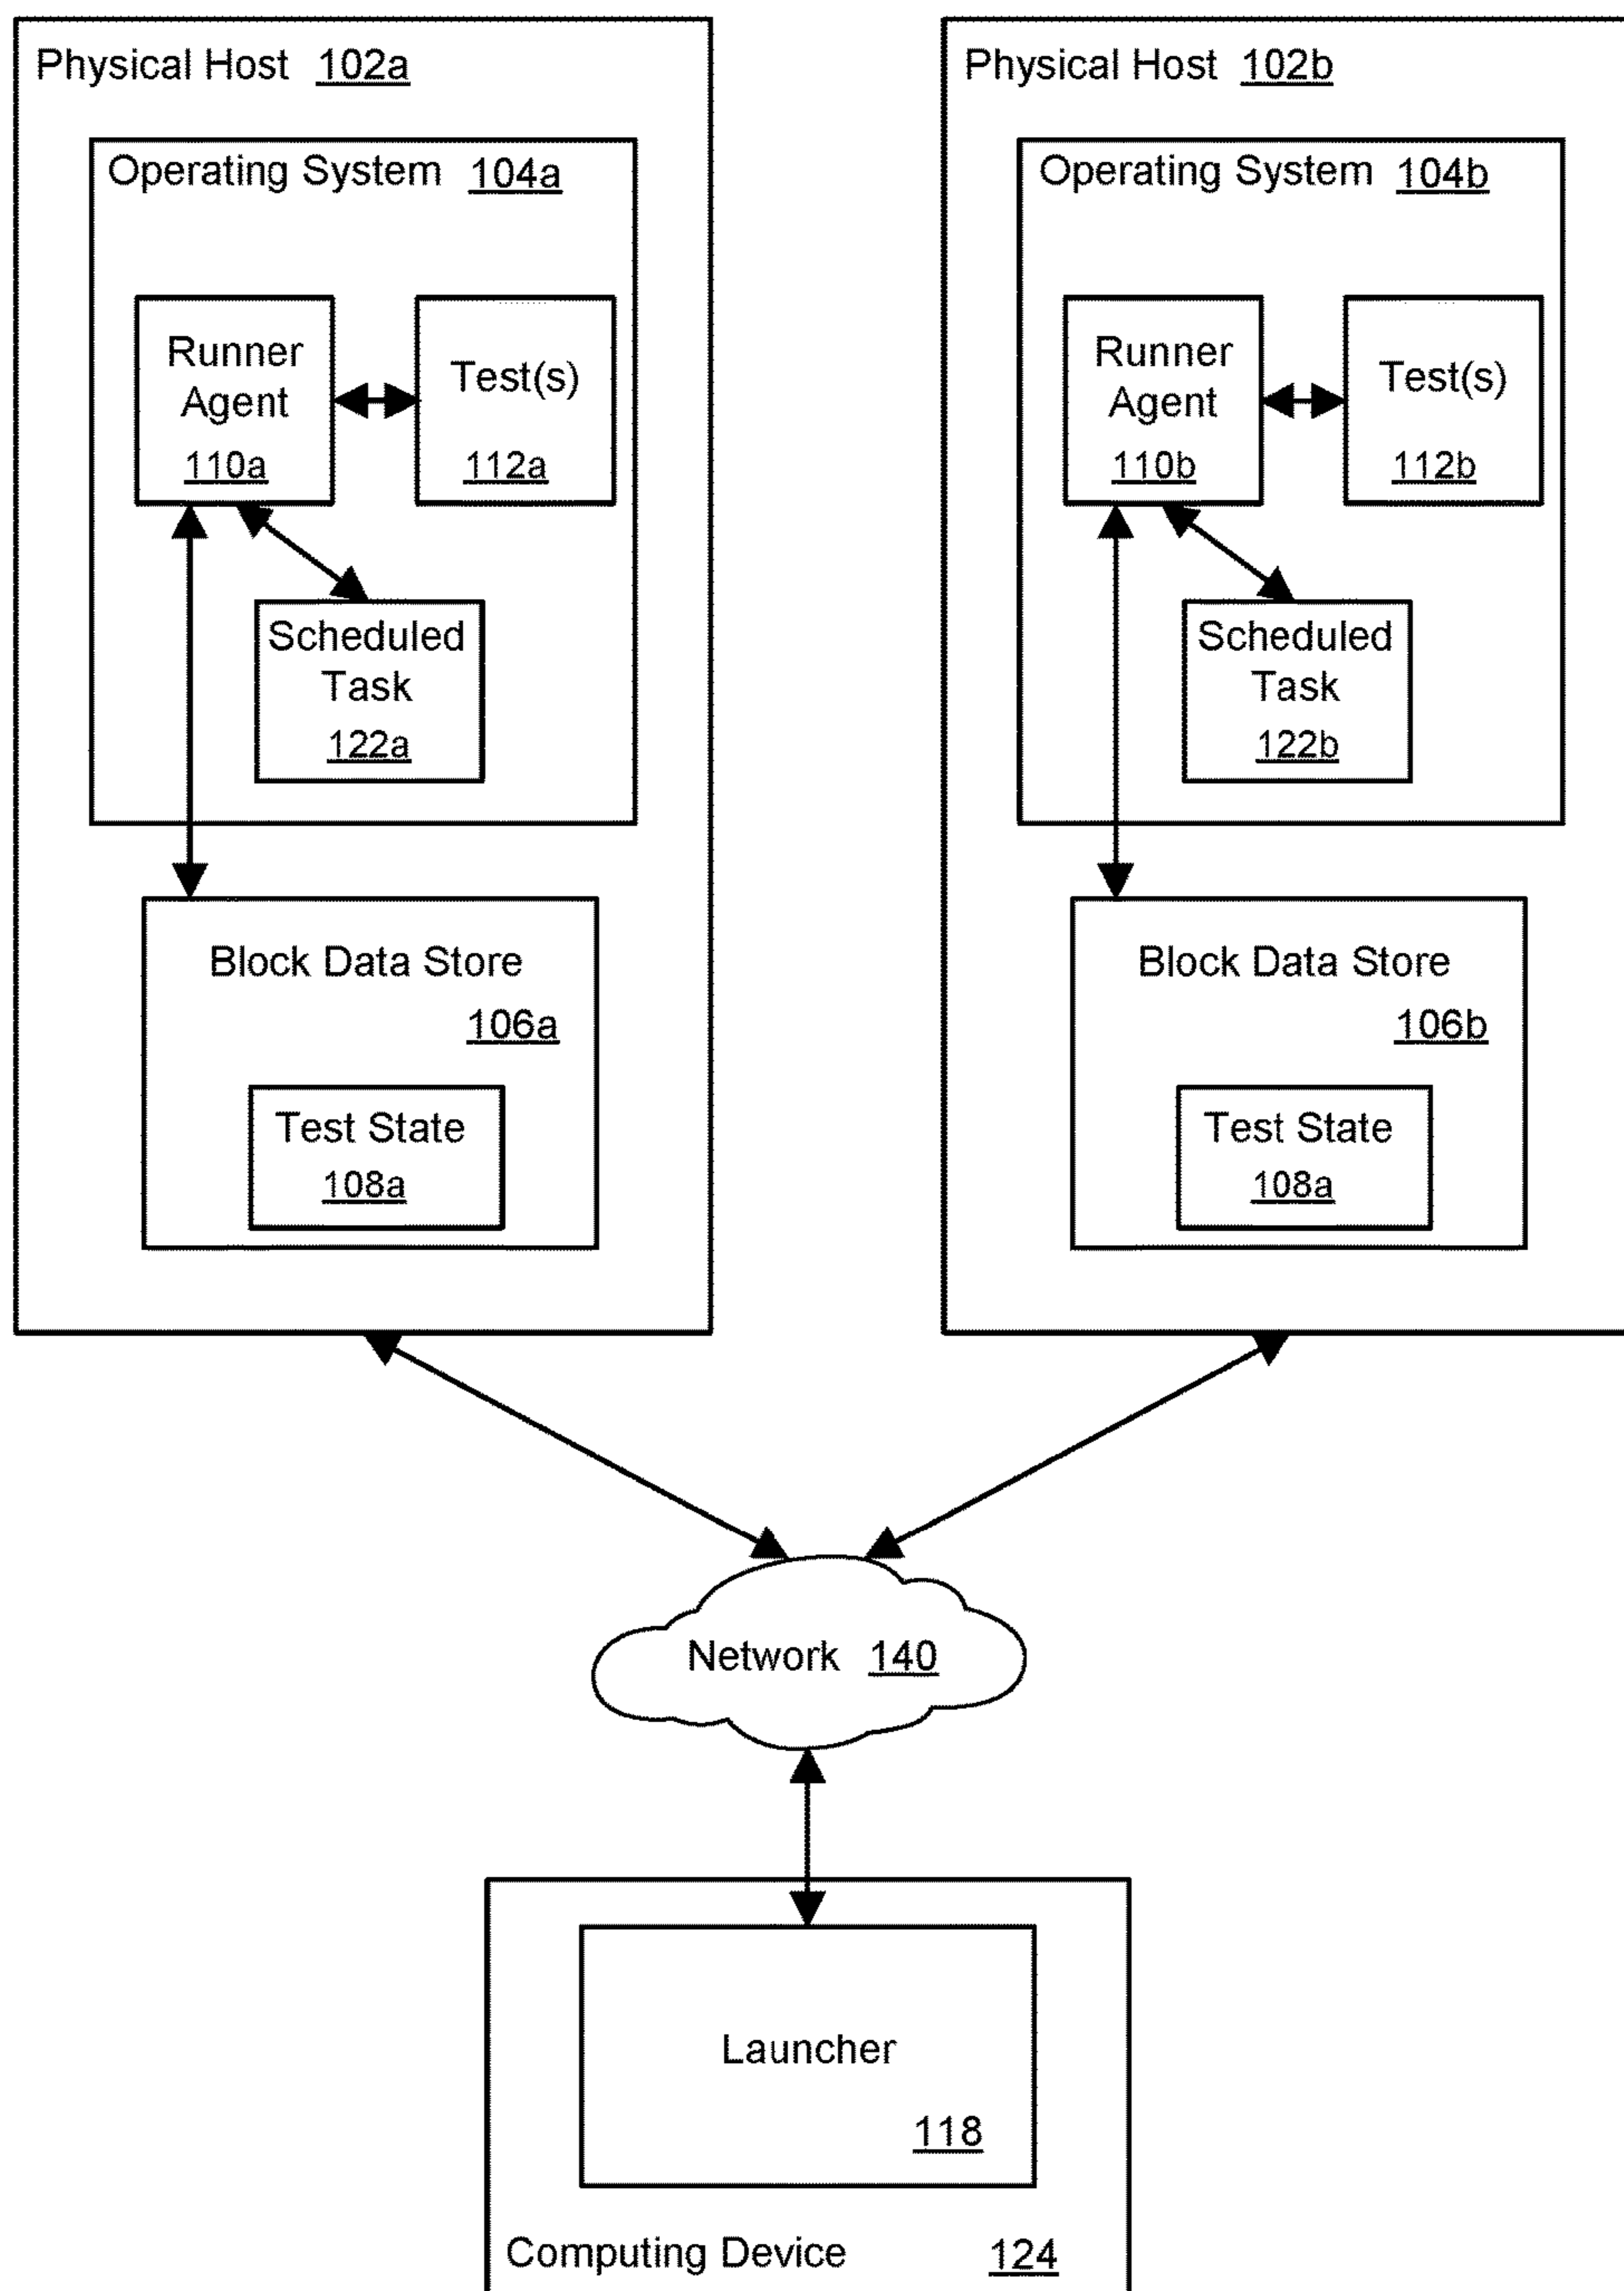 Physical Host 102a
Operating System 104a
Runner
Agent
110a
Test(s)
112a
Scheduled
Task
122a
Block Data Store
106a
Test State
108a
Physical Host 102b
Operating System 104b
Runner
Agent
110b
Test(s)
112b
Scheduled
Task
122b
Block Data Store
106b
Test State
108a
Network 140
Launcher
118
Computing Device 124